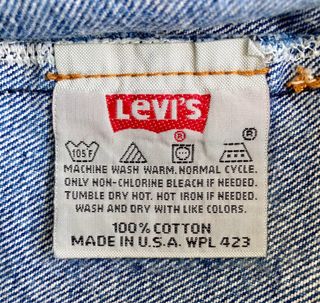 Levi's
®
®
105 F
MACHINE WASH WARM. NORMAL CYCLE.
ONLY NON-CHLORINE BLEACH IF NEEDED.
TUMBLE DRY HOT. HOT IRON IF NEEDED.
WASH AND DRY WITH LIKE COLORS.
100% COTTON
MADE IN U.S.A. WPL 423